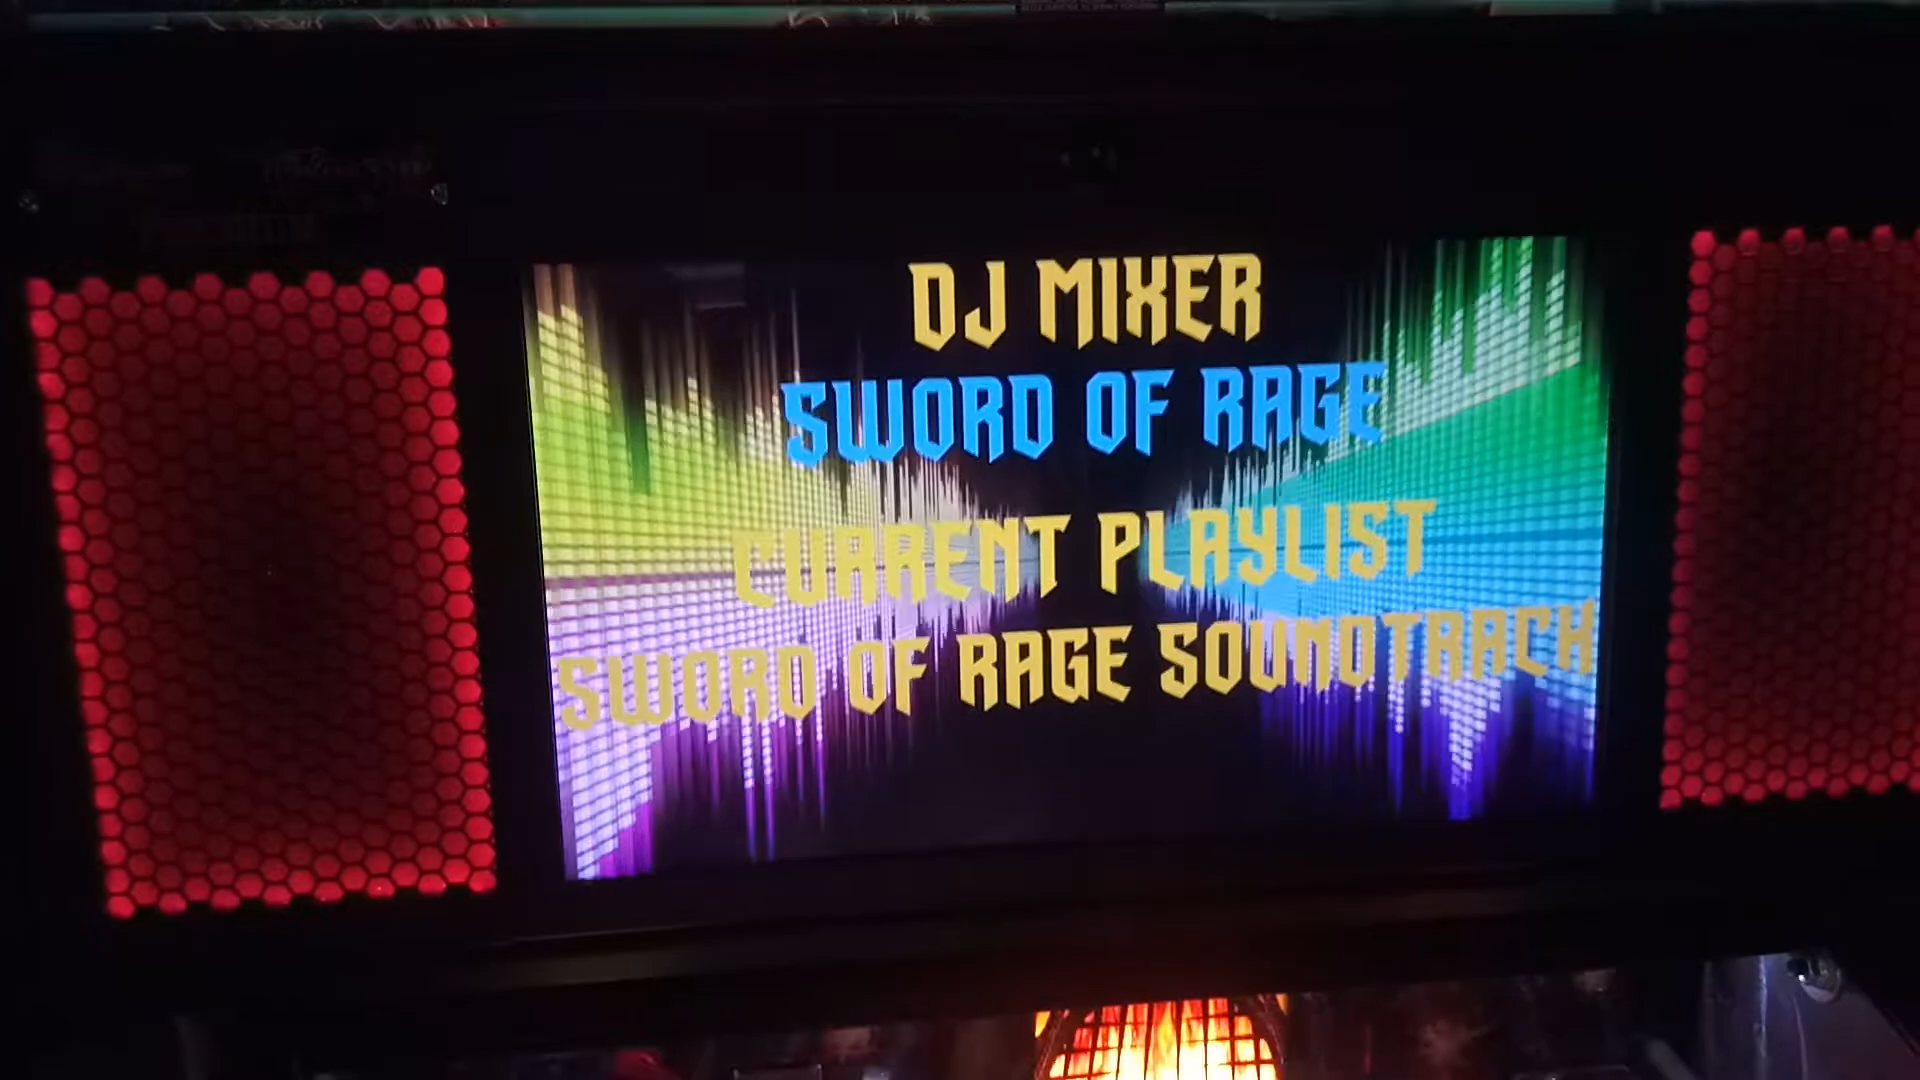 DJ MIXER
SWORD OF RAGE
CURRENT PLAYLIST
SWORD OF RAGE SOUNDTRACK